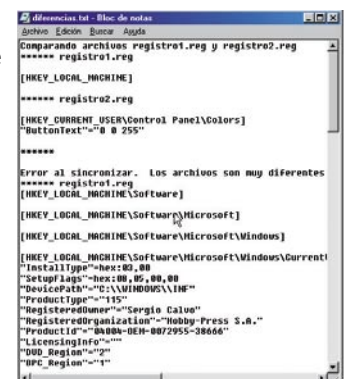 diferencias.txt - Bloc de notas
Archivo Edición Buscar Ayuda
Comparando archivos registro1.reg y registro2.reg
****** registro1.reg
[HKEY_LOCAL_MACHINE]
****** registro2.reg
[HKEY_CURRENT_USER\Control Panel\Colors]
"ButtonText"="0 0 255"
******
Error al sincronizar. Los archivos son muy diferentes
****** registro1.reg
[HKEY_LOCAL_MACHINE\Software]
[HKEY_LOCAL_MACHINE\Software\Microsoft]
[HKEY_LOCAL_MACHINE\Software\Microsoft\Windows]
[HKEY_LOCAL_MACHINE\Software\Microsoft\Windows\Current
"InstallType"=hex:03,00
"SetupFlags"=hex:08,05,00,00
"DevicePath"="C:\\WINDOWS\\INF"
"ProductType"="115"
"RegisteredOwner"="Sergio Calvo"
"RegisteredOrganization"="Hobby-Press S.A."
"ProductId"="04004-OEM-0072955-38666"
"LicensingInfo"=""
"DVD_Region"="2"
"OPC_Region"="1"